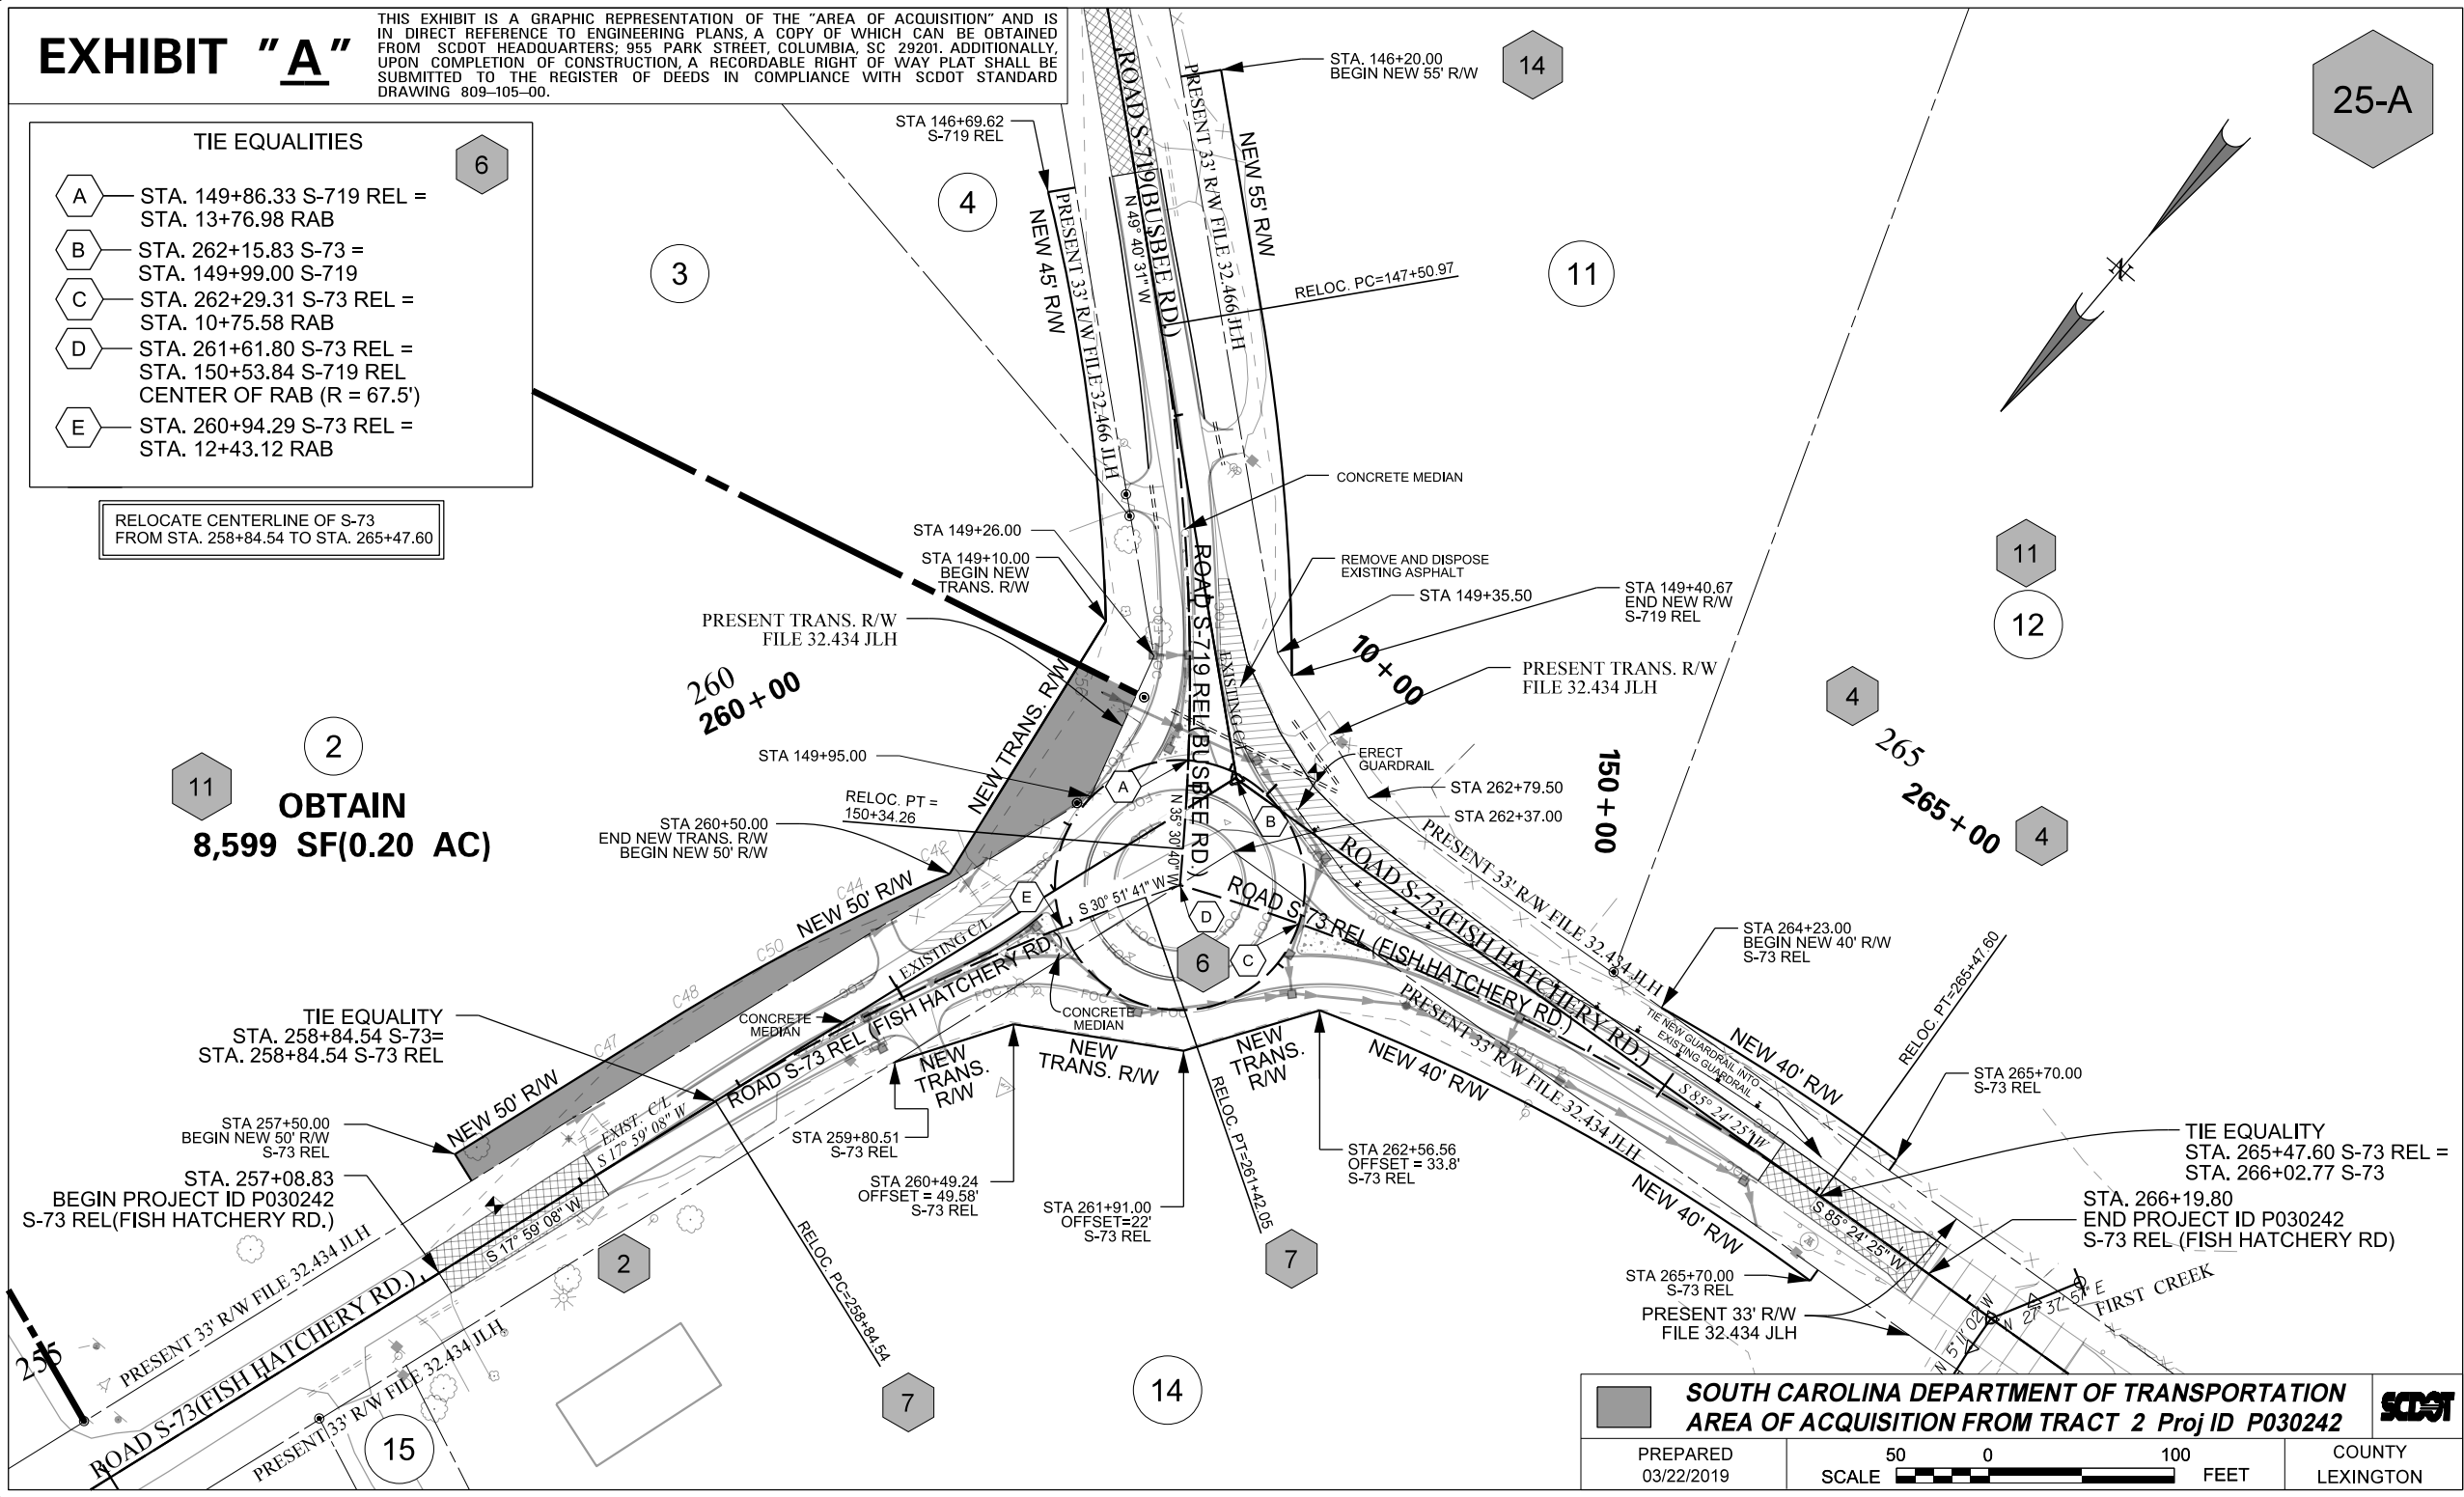 EXHIBIT "A"
THIS EXHIBIT IS A GRAPHIC REPRESENTATION OF THE "AREA OF ACQUISITION" AND IS
IN DIRECT REFERENCE TO ENGINEERING PLANS, A COPY OF WHICH CAN BE OBTAINED
FROM SCDOT HEADQUARTERS; 955 PARK STREET, COLUMBIA, SC 29201. ADDITIONALLY,
UPON COMPLETION OF CONSTRUCTION, A RECORDABLE RIGHT OF WAY PLAT SHALL BE
SUBMITTED TO THE REGISTER OF DEEDS IN COMPLIANCE WITH SCDOT STANDARD
DRAWING 809–105–00.
25-A
TIE EQUALITIES
6
A
STA. 149+86.33 S-719 REL =
STA. 13+76.98 RAB
B
STA. 262+15.83 S-73 =
STA. 149+99.00 S-719
C
STA. 262+29.31 S-73 REL =
STA. 10+75.58 RAB
D
STA. 261+61.80 S-73 REL =
STA. 150+53.84 S-719 REL
CENTER OF RAB (R = 67.5')
E
STA. 260+94.29 S-73 REL =
STA. 12+43.12 RAB
RELOCATE CENTERLINE OF S-73
FROM STA. 258+84.54 TO STA. 265+47.60
STA. 146+20.00
BEGIN NEW 55' R/W
14
STA 146+69.62
S-719 REL
4
3
11
NEW 45' R/W
PRESENT 33' R/W FILE 32.466 JLH
N 49° 40' 31" W
ROAD S-719(BUSBEE RD.)
PRESENT 33' R/W FILE 32.466 JLH
NEW 55' R/W
RELOC. PC=147+50.97
CONCRETE MEDIAN
STA 149+26.00
STA 149+10.00
BEGIN NEW
TRANS. R/W
REMOVE AND DISPOSE
EXISTING ASPHALT
STA 149+35.50
STA 149+40.67
END NEW R/W
S-719 REL
11
12
PRESENT TRANS. R/W
FILE 32.434 JLH
260
260+00
NEW TRANS. R/W
ROAD S-719 REL(BUSBEE RD.)
EXISTING C/L
10+00
PRESENT TRANS. R/W
FILE 32.434 JLH
4
265
265+00
4
150+00
2
11
OBTAIN
8,599 SF(0.20 AC)
STA 149+95.00
RELOC. PT =
150+34.26
STA 260+50.00
END NEW TRANS. R/W
BEGIN NEW 50' R/W
ERECT
GUARDRAIL
STA 262+79.50
STA 262+37.00
A
B
N 35° 30' 40" W
C42
C44
C50
C48
C47
FOC
FOC
FOC
FOC
NEW 50' R/W
E
S 30° 51' 41" W
D
C
6
EXISTING C/L
ROAD S-73 REL (FISH HATCHERY RD.)
ROAD S-73 REL (FISH HATCHERY RD.)
ROAD S-73(FISH HATCHERY RD.)
PRESENT 33' R/W FILE 32.434 JLH
PRESENT 33' R/W FILE 32.434 JLH
STA 264+23.00
BEGIN NEW 40' R/W
S-73 REL
TIE NEW GUARDRAIL INTO
EXISTING GUARDRAIL
NEW 40' R/W
RELOC. PT=265+47.60
STA 265+70.00
S-73 REL
TIE EQUALITY
STA. 265+47.60 S-73 REL =
STA. 266+02.77 S-73
STA. 266+19.80
END PROJECT ID P030242
S-73 REL (FISH HATCHERY RD)
S 85° 24' 25" W
S 85° 24' 25" W
TIE EQUALITY
STA. 258+84.54 S-73=
STA. 258+84.54 S-73 REL
CONCRETE
MEDIAN
CONCRETE
MEDIAN
NEW 50' R/W
STA 257+50.00
BEGIN NEW 50' R/W
S-73 REL
STA. 257+08.83
BEGIN PROJECT ID P030242
S-73 REL(FISH HATCHERY RD.)
EXIST. C/L
S 17° 59' 08" W
S 17° 59' 08" W
NEW
TRANS.
R/W
NEW
TRANS. R/W
NEW
TRANS.
R/W
NEW 40' R/W
NEW 40' R/W
STA 259+80.51
S-73 REL
STA 260+49.24
OFFSET = 49.58'
S-73 REL
STA 261+91.00
OFFSET=22'
S-73 REL
RELOC. PT=261+42.05
STA 262+56.56
OFFSET = 33.8'
S-73 REL
RELOC. PC=258+84.54
2
7
7
14
STA 265+70.00
S-73 REL
PRESENT 33' R/W
FILE 32.434 JLH
N 5° 11' 02" W
N 27° 37' 57" E
FIRST CREEK
255
PRESENT 33' R/W FILE 32.434 JLH
ROAD S-73(FISH HATCHERY RD.)
PRESENT 33' R/W FILE 32.434 JLH
15
SOUTH CAROLINA DEPARTMENT OF TRANSPORTATION
AREA OF ACQUISITION FROM TRACT 2 Proj ID P030242
SCDOT
PREPARED
03/22/2019
50 0 100
SCALE FEET
COUNTY
LEXINGTON